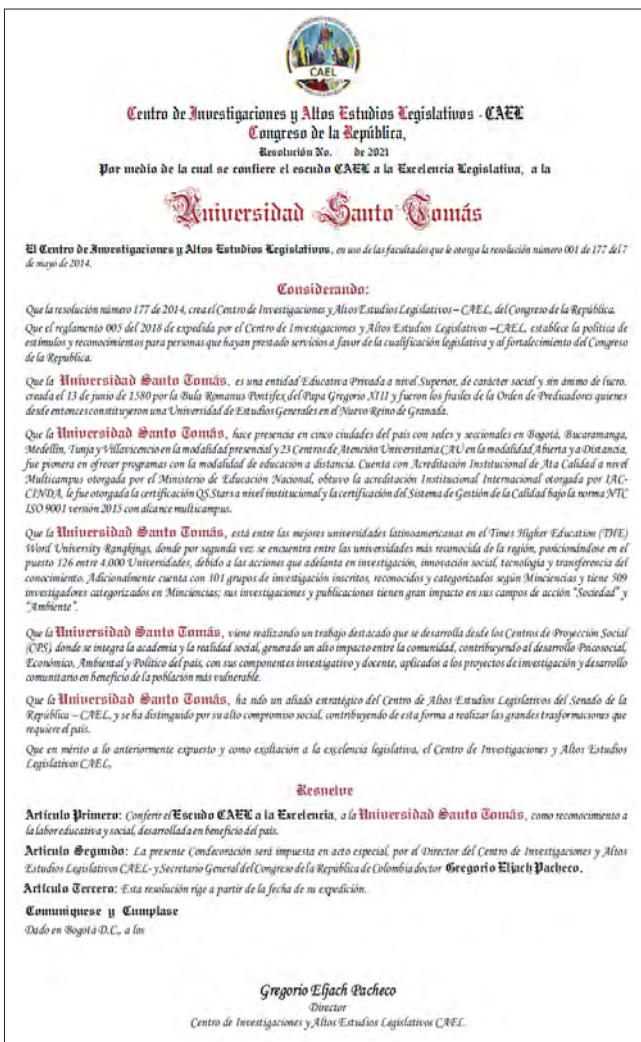 CAEL
Centro de Investigaciones y Altos Estudios Legislativos - CAEL
Congreso de la República,
Resolución No. de 2021
Por medio de la cual se confiere el escudo CAEL a la Excelencia Legislativa, a la
Universidad Santo Tomás
El Centro de Investigaciones y Altos Estudios Legislativos, en uso de las facultades que le otorga la resolución número 001 de 177 del 7
de mayo de 2014.
Considerando:
Que la resolución número 177 de 2014, crea el Centro de Investigaciones y Altos Estudios Legislativos – CAEL, del Congreso de la República.
Que el reglamento 005 del 2018 de expedida por el Centro de Investigaciones y Altos Estudios Legislativos –CAEL, establece la política de
estímulos y reconocimientos para personas que hayan prestado servicios a favor de la cualificación legislativa y al fortalecimiento del Congreso
de la Republica.
Que la Universidad Santo Tomás, es una entidad Educativa Privada a nivel Superior, de carácter social y sin ánimo de lucro.
creada el 13 de junio de 1580 por la Bula Romanus Pontifex del Papa Gregorio XIII y fueron los frailes de la Orden de Predicadores quienes
desde entonces constituyeron una Universidad de Estudios Generales en el Nuevo Reino de Granada.
Que la Universidad Santo Tomás, hace presencia en cinco ciudades del país con sedes y seccionales en Bogotá, Bucaramanga,
Medellín, Tunja y Villavicencio en la modalidad presencial y 23 Centros de Atención Universitaria CAU en la modalidad Abierta y a Distancia,
fue pionera en ofrecer programas con la modalidad de educación a distancia. Cuenta con Acreditación Institucional de Ata Calidad a nivel
Multicampus otorgada por el Ministerio de Educación Nacional, obtuvo la acreditación Institucional Internacional otorgada por IAC-
CINDA, le fue otorgada la certificación QS Stars a nivel institucional y la certificación del Sistema de Gestión de la Calidad bajo la norma NTC
ISO 9001 versión 2015 con alcance multicampus.
Que la Universidad Santo Tomás, está entre las mejores universidades latinoamericanas en el Times Higher Education (THE)
Word University Rangkings, donde por segunda vez se encuentra entre las universidades más reconocida de la región, posicionándose en el
puesto 126 entre 4.000 Universidades, debido a las acciones que adelanta en investigación, innovación social, tecnología y transferencia del
conocimiento. Adicionalmente cuenta con 101 grupos de investigación inscritos, reconocidos y categorizados según Minciencias y tiene 509
investigadores categorizados en Minciencias; sus investigaciones y publicaciones tienen gran impacto en sus campos de acción "Sociedad" y
"Ambiente".
Que la Universidad Santo Tomás, viene realizando un trabajo destacado que se desarrolla desde los Centros de Proyección Social
(CPS) donde se integra la academia y la realidad social, generado un alto impacto entre la comunidad, contribuyendo al desarrollo Psicosocial,
Económico, Ambiental y Político del país, con sus componentes investigativo y docente, aplicados a los proyectos de investigación y desarrollo
comunitario en beneficio de la población más vulnerable.
Que la Universidad Santo Tomás, ha sido un aliado estratégico del Centro de Altos Estudios Legislativos del Senado de la
República – CAEL, y se ha distinguido por su alto compromiso social, contribuyendo de esta forma a realizar las grandes trasformaciones que
requiere el país.
Que en mérito a lo anteriormente expuesto y como exaltación a la excelencia legislativa, el Centro de Investigaciones y Altos Estudios
Legislativos CAEL,
Resuelve
Artículo Primero: Conferir el Escudo CAEL a la Excelencia, a la Universidad Santo Tomás, como reconocimiento a
la labor educativa y social, desarrollada en beneficio del país.
Artículo Segundo: La presente Condecoración será impuesta en acto especial, por el Director del Centro de Investigaciones y Altos
Estudios Legislativos CAEL- y Secretario General del Congreso de la República de Colombia doctor Gregorio Eljach Pacheco.
Artículo Tercero: Esta resolución rige a partir de la fecha de su expedición.
Comuníquese y Cumplase
Dado en Bogotá D.C., a los
Gregorio Eljach Pacheco
Director
Centro de Investigaciones y Altos Estudios Legislativos CAEL.